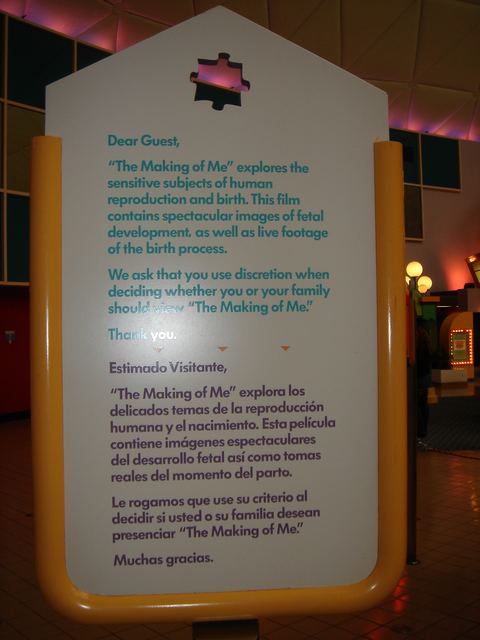 Dear Guest,
"The Making of Me" explores the
sensitive subjects of human
reproduction and birth. This film
contains spectacular images of fetal
development, as well as live footage
of the birth process.
We ask that you use discretion when
deciding whether you or your family
should view "The Making of Me."
Thank you.
Estimado Visitante,
"The Making of Me" explora los
delicados temas de la reproducción
humana y el nacimiento. Esta película
contiene imágenes espectaculares
del desarrollo fetal así como tomas
reales del momento del parto.
Le rogamos que use su criterio al
decidir si usted o su familia desean
presenciar "The Making of Me."
Muchas gracias.